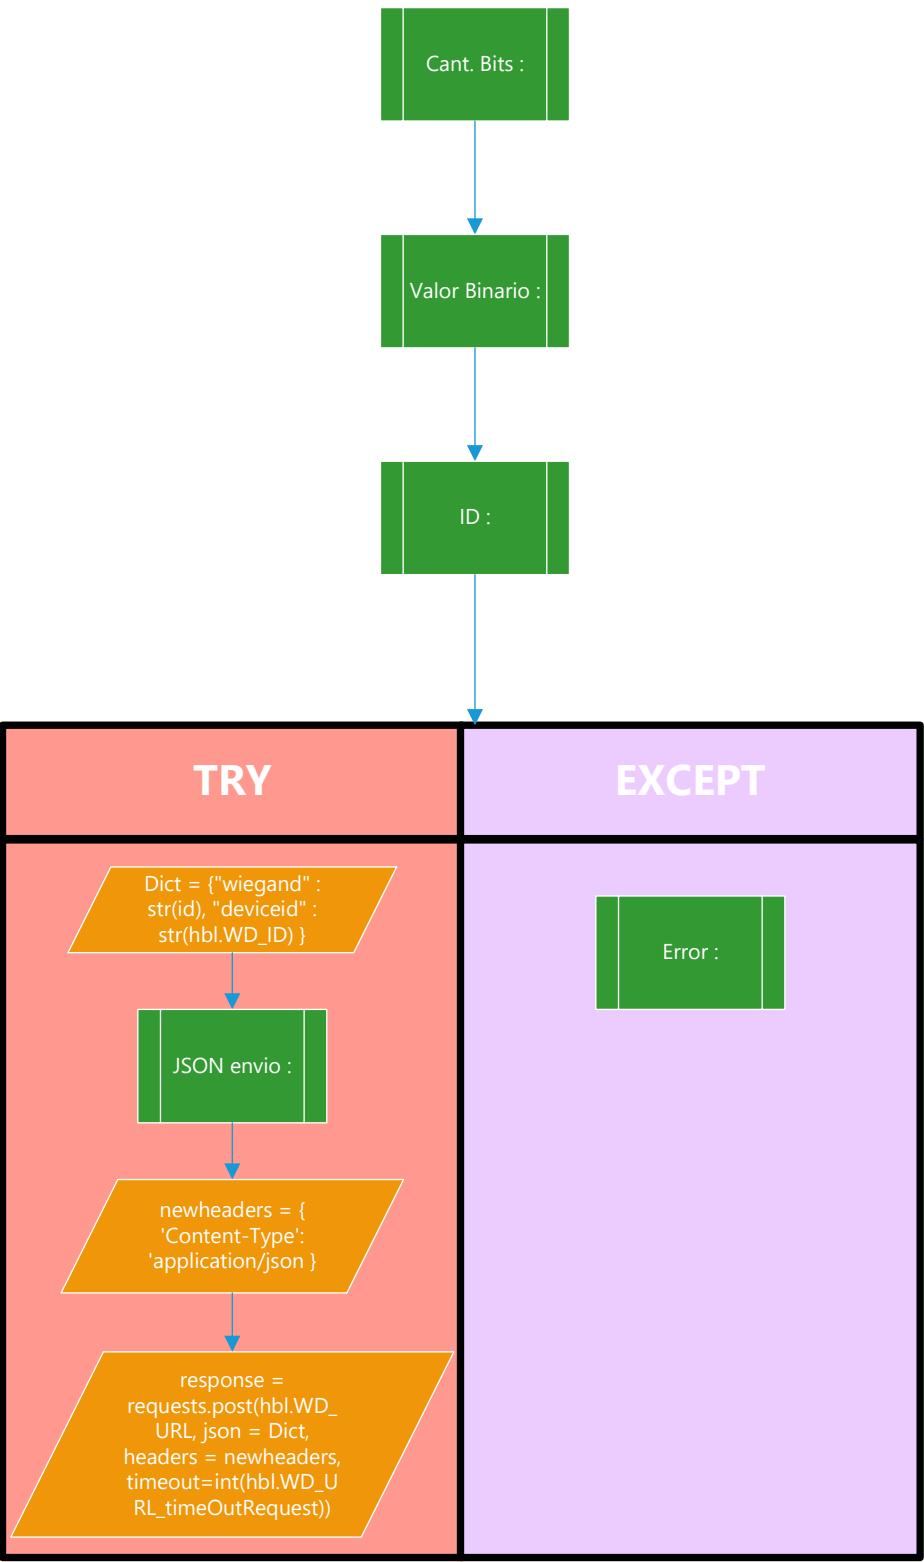 Cant. Bits :
Valor Binario :
ID :
TRY
EXCEPT
Dict = {"wiegand" :
str(id), "deviceid" :
str(hbl.WD_ID) }
Error :
JSON envio :
newheaders = {
'Content-Type':
'application/json }
response =
requests.post(hbl.WD_
URL, json = Dict,
headers = newheaders,
timeout=int(hbl.WD_U
RL_timeOutRequest))